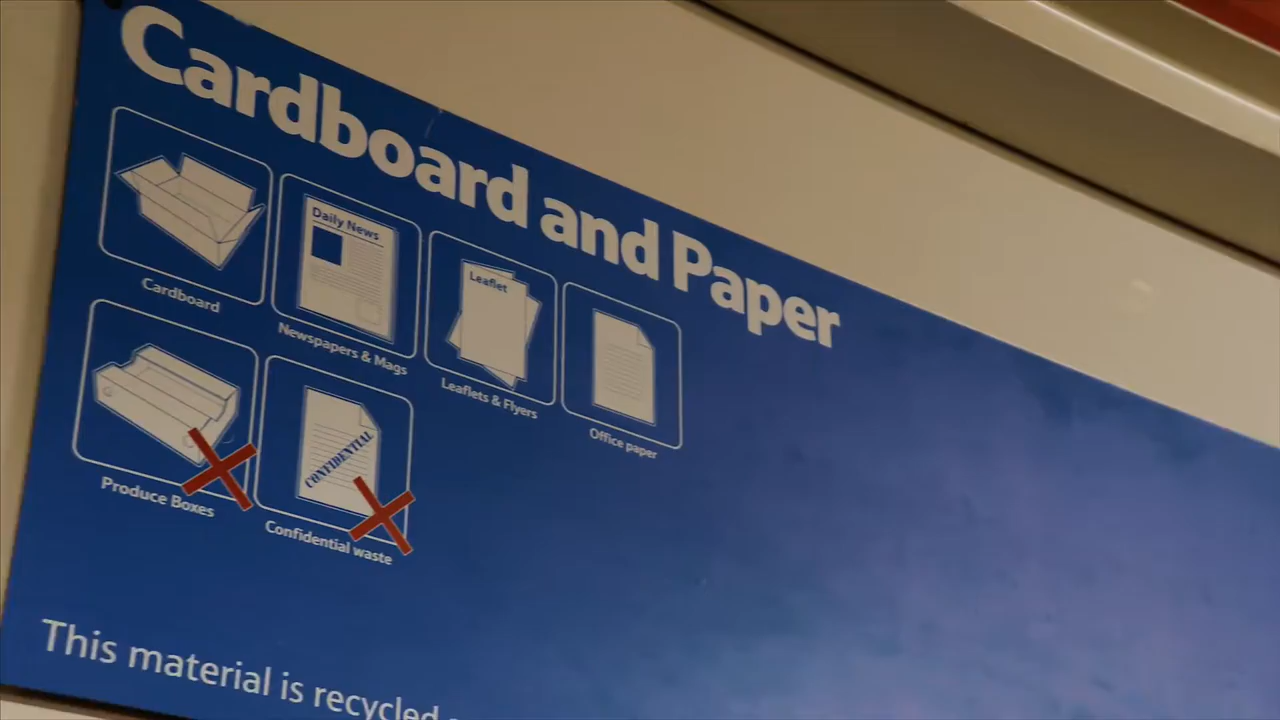 Cardboard and Paper
Daily News
Leaflet
Cardboard
Newspapers & Mags
Leaflets & Flyers
Office paper
CONFIDENTIAL
Produce Boxes
Confidential waste
This material is recycled